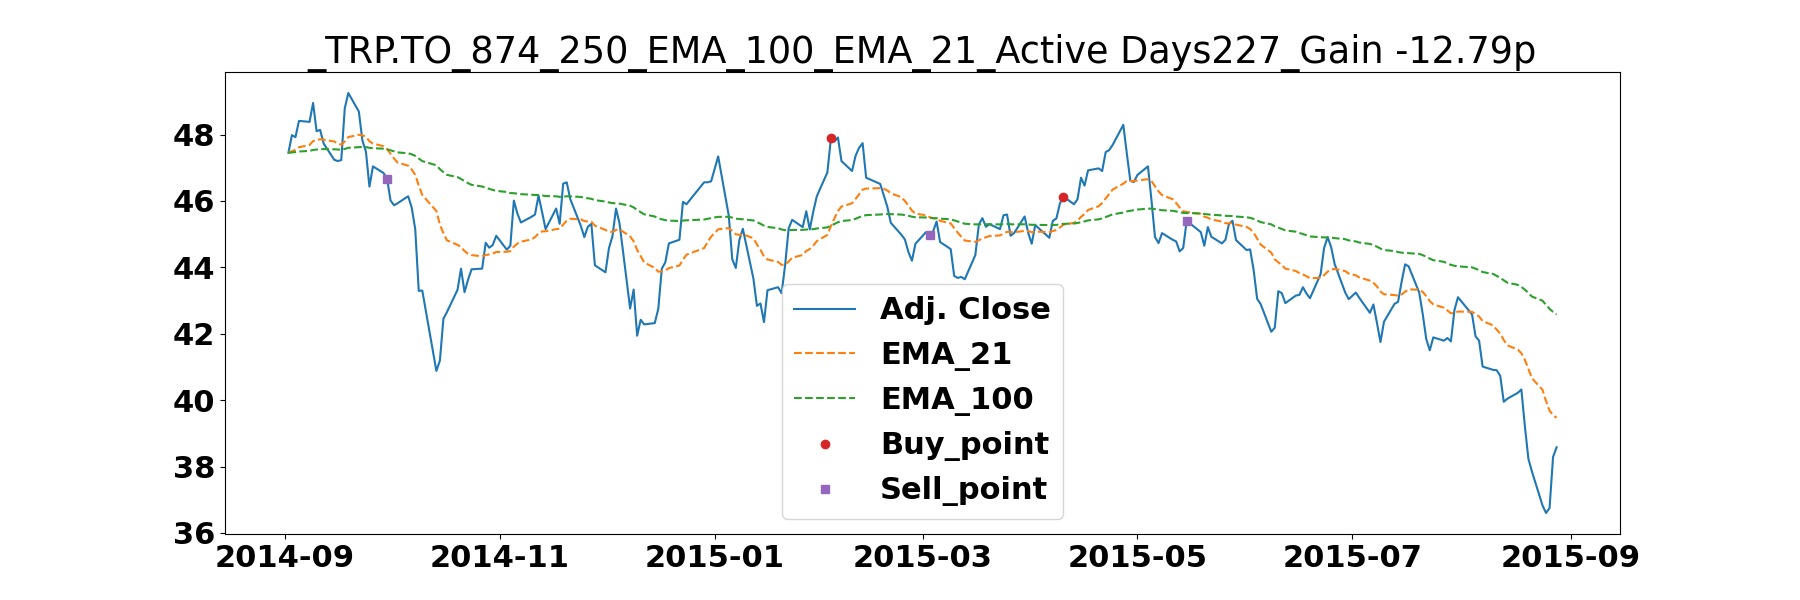 _TRP.TO_874_250_EMA_100_EMA_21_Active Days227_Gain -12.79p
48
46
44
42
40
38
36
Adj. Close
EMA_21
EMA_100
Buy_point
Sell_point
2014-09 2014-11 2015-01 2015-03 2015-05 2015-07 2015-09